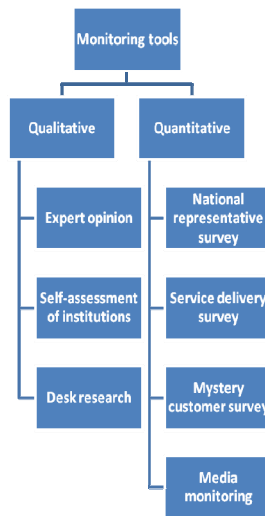 Monitoring tools
Qualitative
Quantitative
Expert opinion
Self-assessment
of institutions
Desk research
National
representative
survey
Service delivery
survey
Mystery
customer survey
Media
monitoring